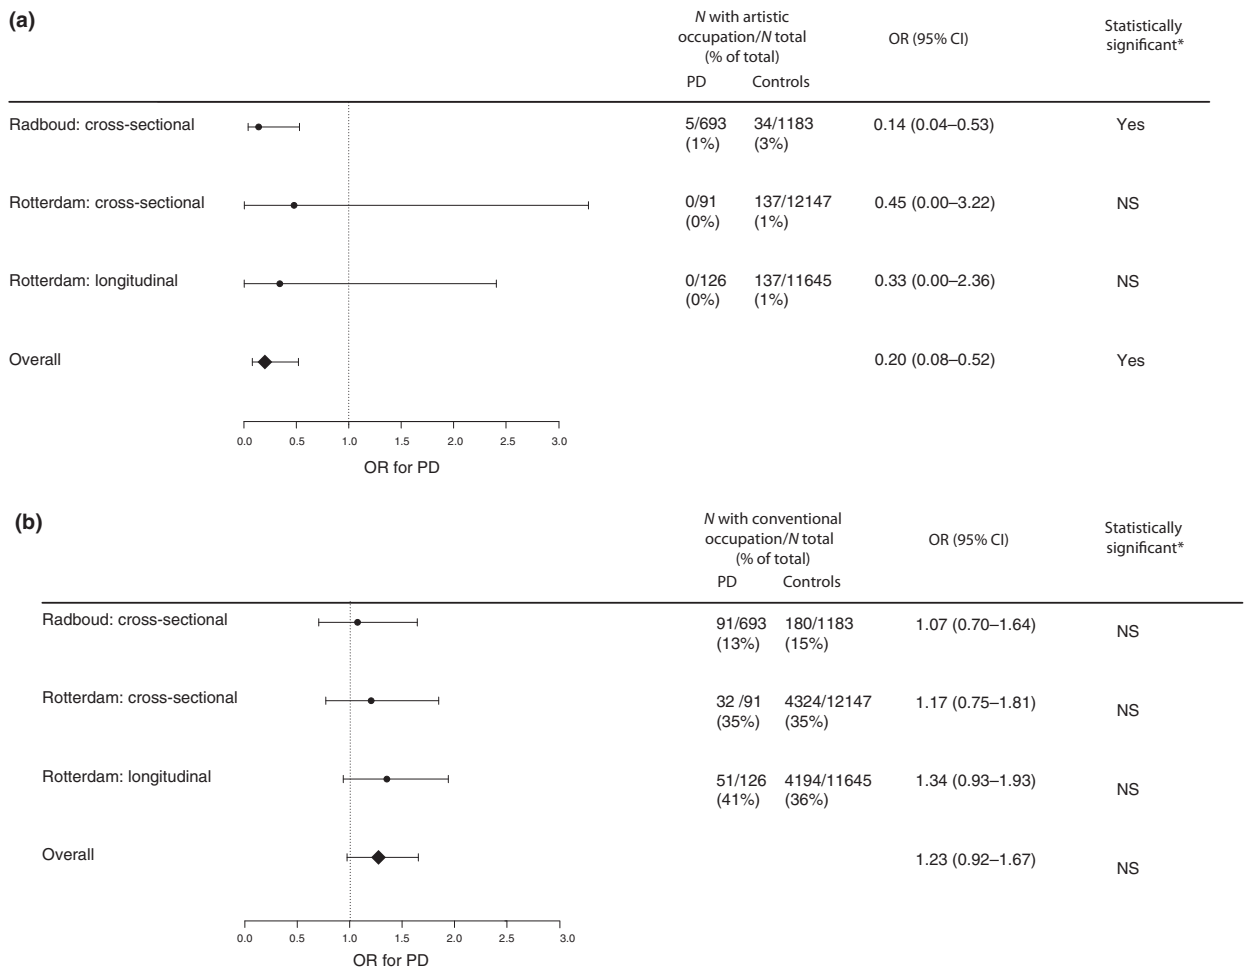 (a)
N with artistic
occupation/N total
(% of total)
OR (95% CI)
Statistically
significant*
PD Controls
Radboud: cross-sectional 5/693 34/1183 0.14 (0.04–0.53) Yes
(1%) (3%)
Rotterdam: cross-sectional 0/91 137/12147 0.45 (0.00–3.22) NS
(0%) (1%)
Rotterdam: longitudinal 0/126 137/11645 0.33 (0.00–2.36) NS
(0%) (1%)
Overall 0.20 (0.08–0.52) Yes
0.0 0.5 1.0 1.5 2.0 2.5 3.0
OR for PD
(b)
N with conventional
occupation/N total
(% of total)
OR (95% CI)
Statistically
significant*
PD Controls
Radboud: cross-sectional 91/693 180/1183 1.07 (0.70–1.64) NS
(13%) (15%)
Rotterdam: cross-sectional 32 /91 4324/12147 1.17 (0.75–1.81) NS
(35%) (35%)
Rotterdam: longitudinal 51/126 4194/11645 1.34 (0.93–1.93) NS
(41%) (36%)
Overall 1.23 (0.92–1.67) NS
0.0 0.5 1.0 1.5 2.0 2.5 3.0
OR for PD